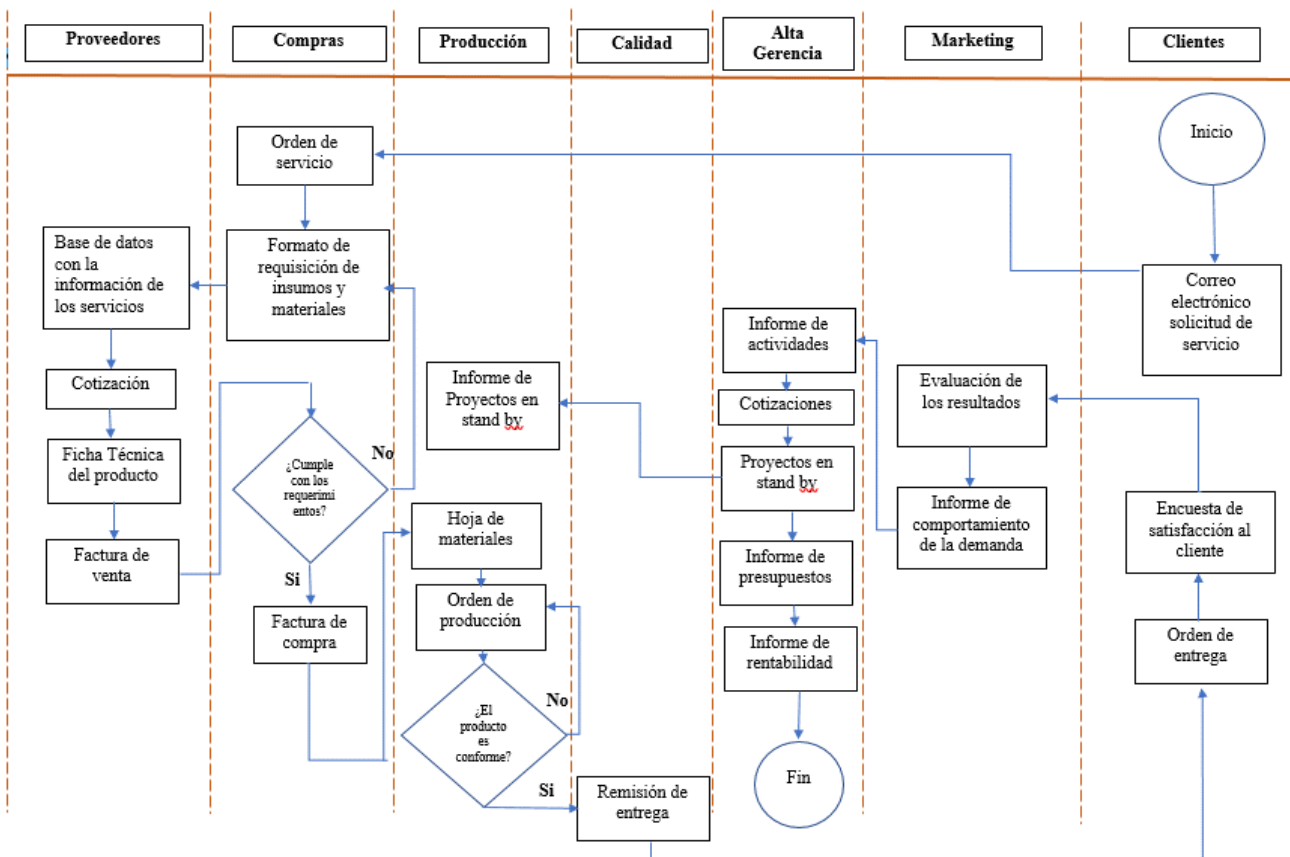 Proveedores
Compras
Producción
Calidad
Alta
Gerencia
Marketing
Clientes
Inicio
Correo
electrónico
solicitud de
servicio
Orden de
servicio
Formato de
requisición de
insumos y
materiales
Base de datos
con la
información de
los servicios
Cotización
Ficha Técnica
del producto
Factura de
venta
¿Cumple
con los
requerimi
entos?
No
Si
Factura de
compra
Hoja de
materiales
Orden de
producción
¿El
producto
es
conforme?
No
Si
Remisión de
entrega
Orden de
entrega
Encuesta de
satisfacción al
cliente
Evaluación de
los resultados
Informe de
comportamiento
de la demanda
Informe de
actividades
Cotizaciones
Proyectos en
stand by
Informe de
Proyectos en
stand by
Informe de
presupuestos
Informe de
rentabilidad
Fin